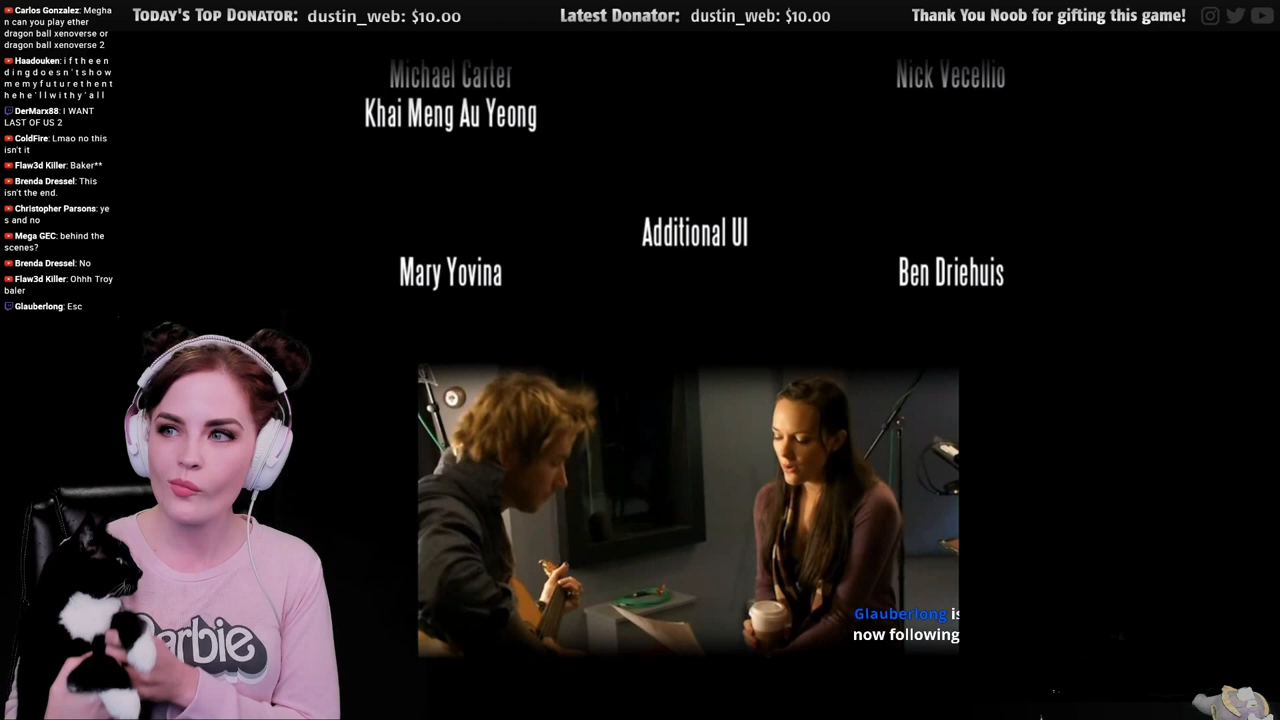 Today's Top Donator: dustin_web: $10.00
Latest Donator: dustin_web: $10.00
Thank You Noob for gifting this game!
Carlos Gonzalez: Megha
n can you play ether
dragon ball xenoverse or
dragon ball xenoverse 2
Haadouken: i f t h e e n
d i n g d o e s n ' t s h o w
m e m y f u t u r e t h e n t
h e h e ' l l w i t h y ' a l l
DerMarx88: I WANT
LAST OF US 2
ColdFire: Lmao no this
isn't it
Flaw3d Killer: Baker**
Brenda Dressel: This
isn't the end.
Christopher Parsons: ye
s and no
Mega GEC: behind the
scenes?
Brenda Dressel: No
Flaw3d Killer: Ohhh Troy
baler
Glauberlong: Esc
Michael Carter
Nick Vecellio
Khai Meng Au Yeong
Additional UI
Mary Yovina
Ben Driehuis
Glauberlong is
now following
arbie